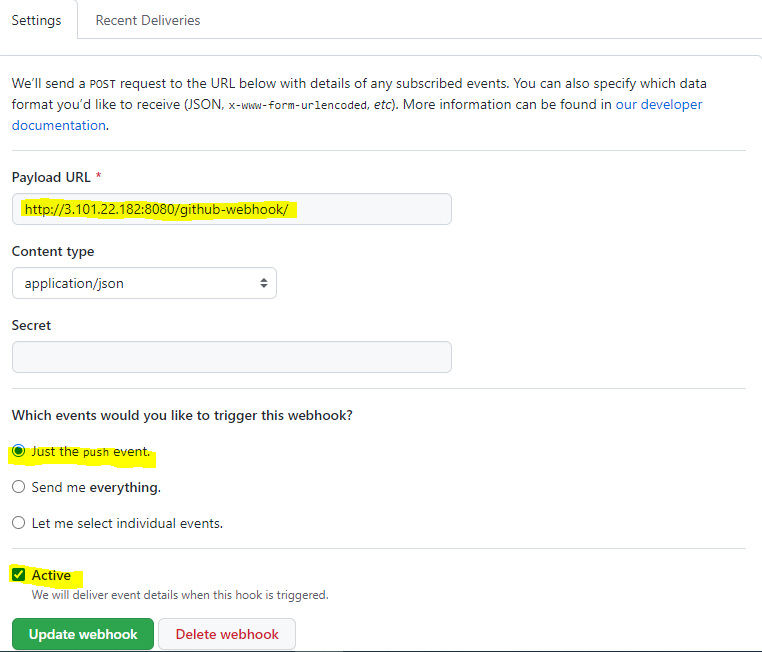 Settings
Recent Deliveries
We’ll send a POST request to the URL below with details of any subscribed events. You can also specify which data
format you’d like to receive (JSON, x-www-form-urlencoded, etc). More information can be found in our developer
documentation.
Payload URL *
http://3.101.22.182:8080/github-webhook/
Content type
application/json
Secret
Which events would you like to trigger this webhook?
Just the push event.
Send me everything.
Let me select individual events.
Active
We will deliver event details when this hook is triggered.
Update webhook
Delete webhook